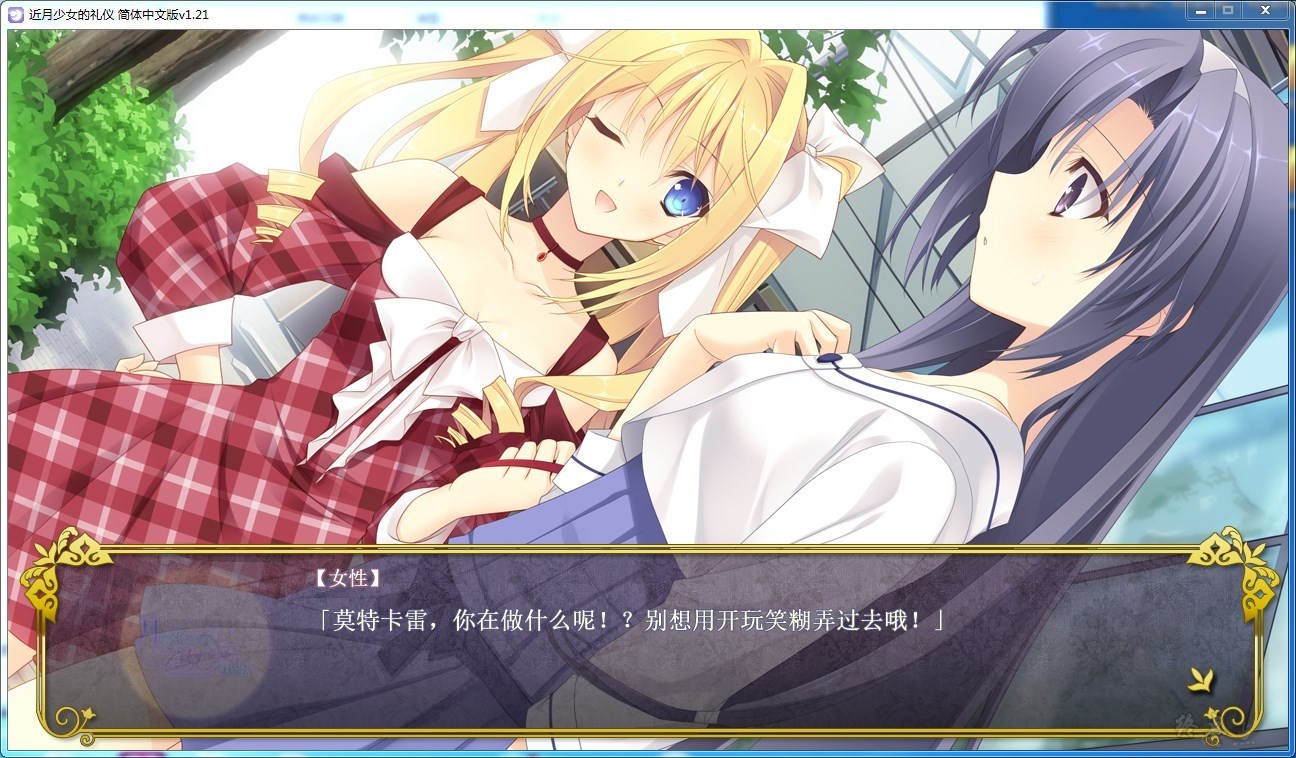 近月少女的礼仪 简体中文版v1.21
【女性】
「莫特卡雷，你在做什么呢！？别想用开玩笑糊弄过去哦！」